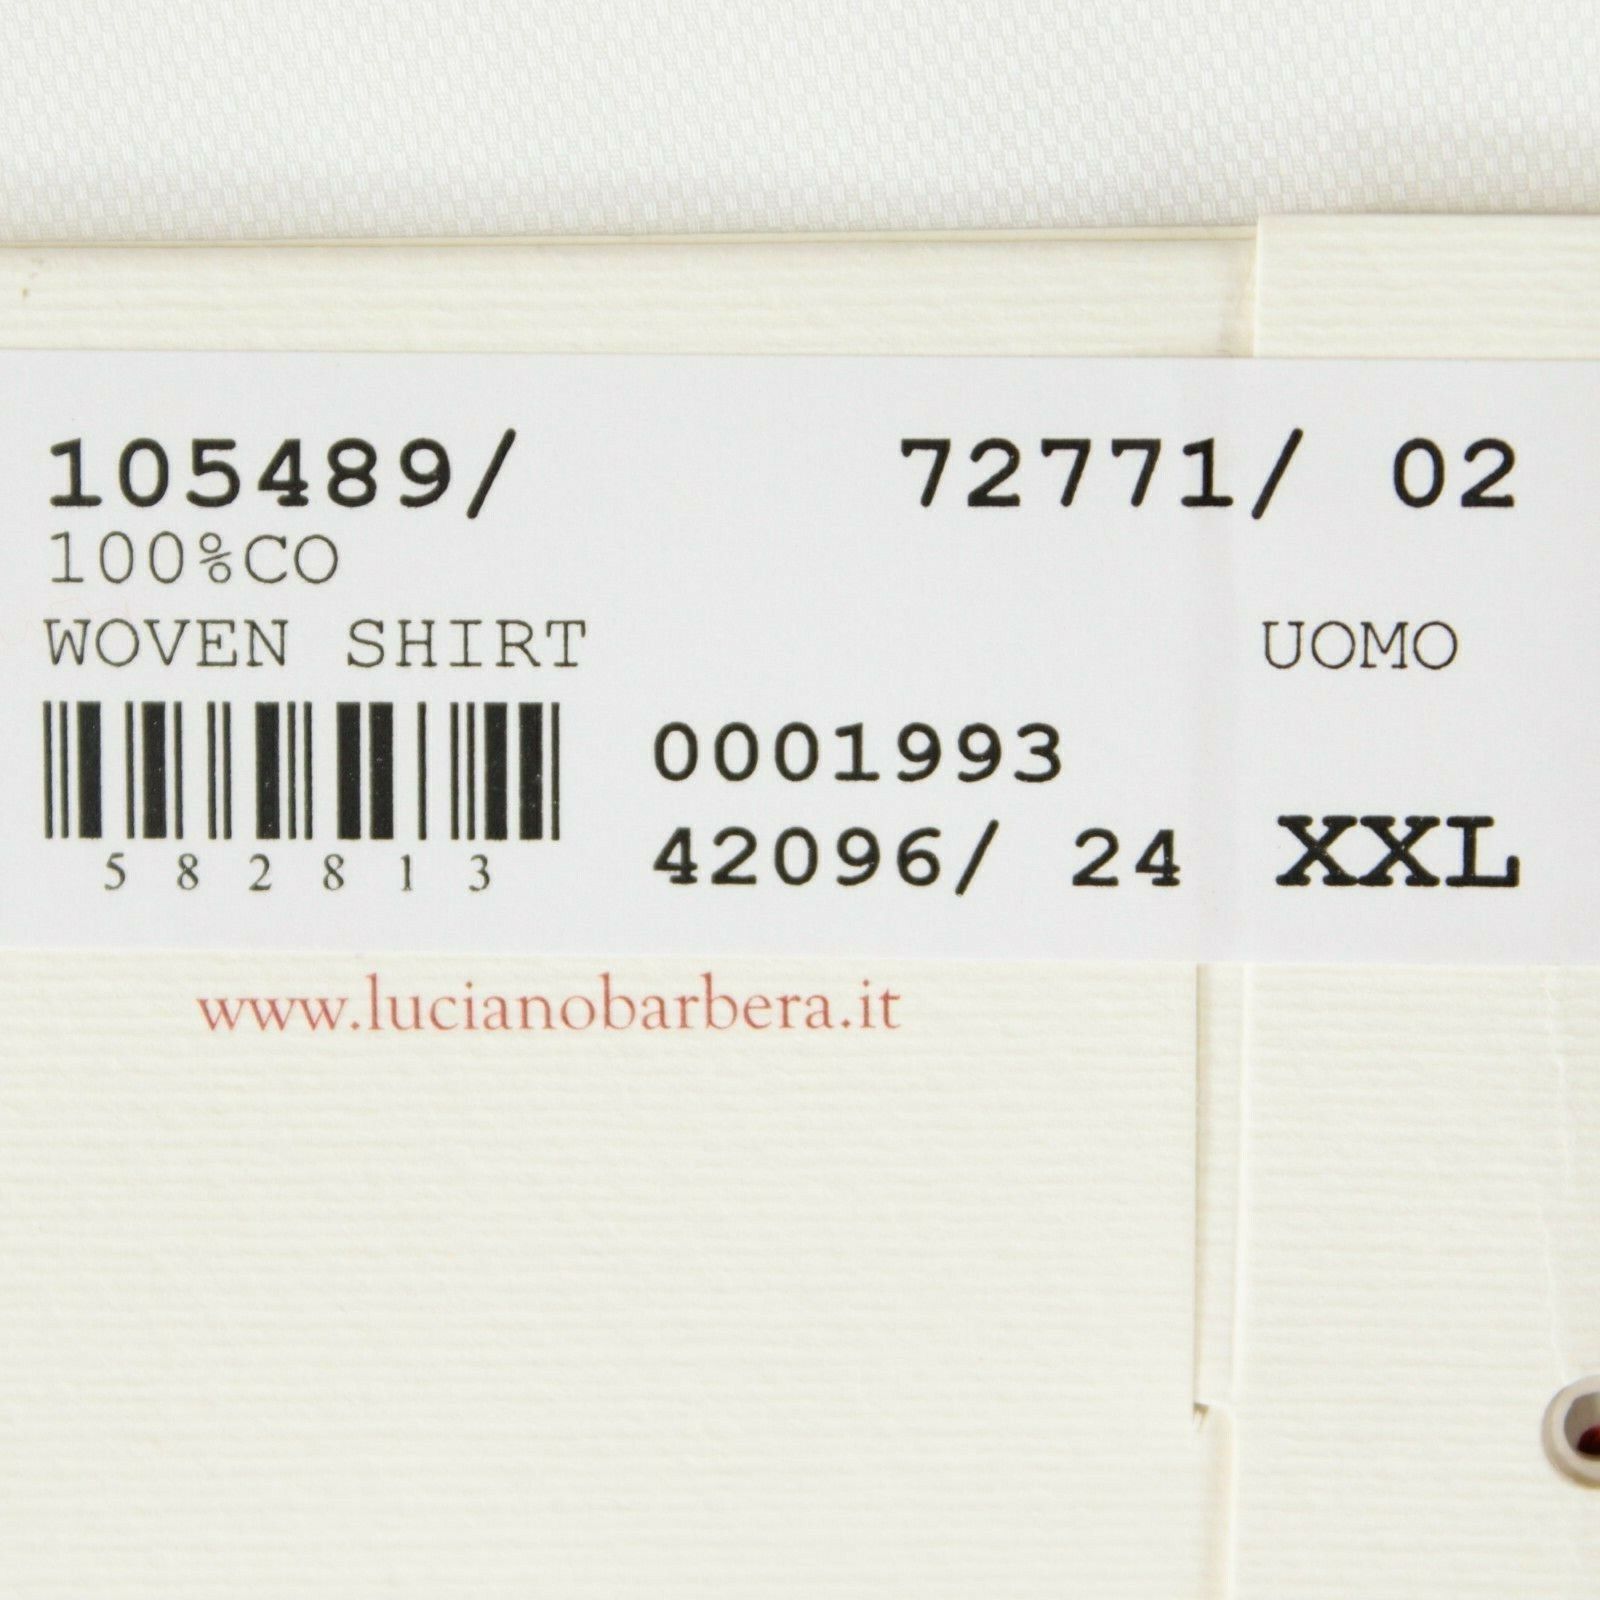 105489/ 72771/ 02
100%CO
WOVEN SHIRT UOMO
0001993
582813 42096/ 24 XXL
www.lucianobarbera.it